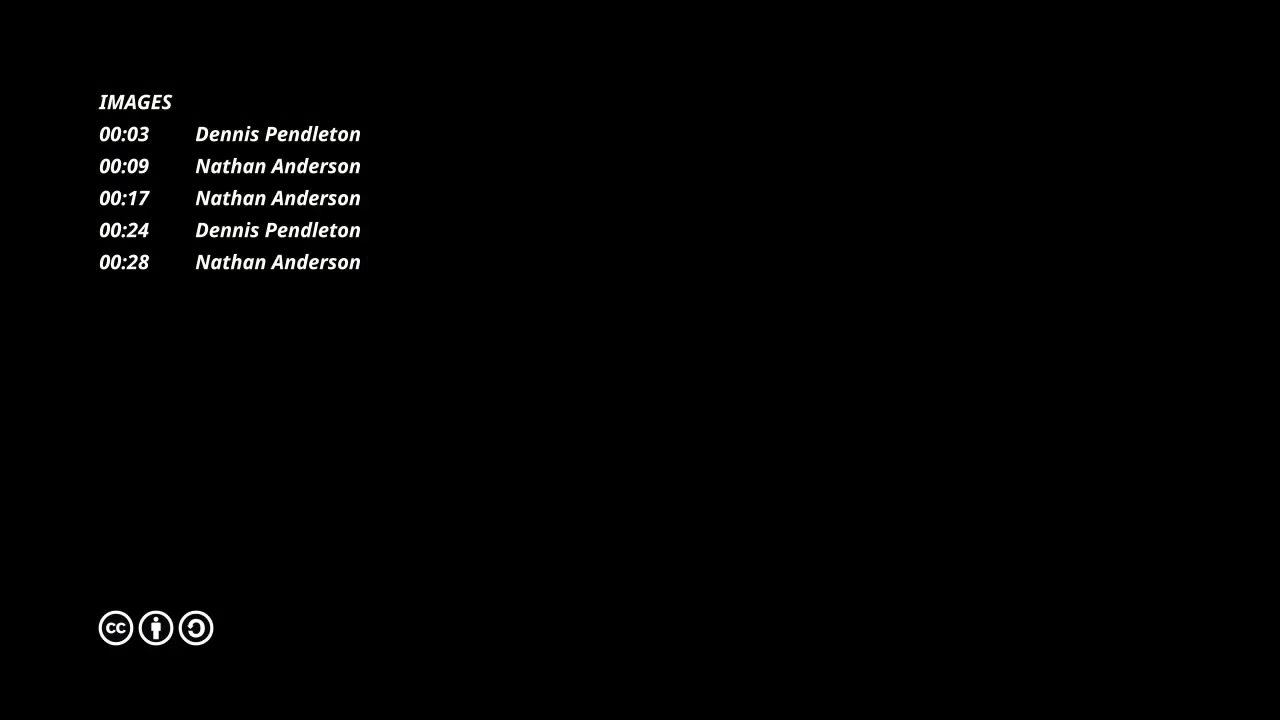 IMAGES
00:03 Dennis Pendleton
00:09 Nathan Anderson
00:17 Nathan Anderson
00:24 Dennis Pendleton
00:28 Nathan Anderson
cc